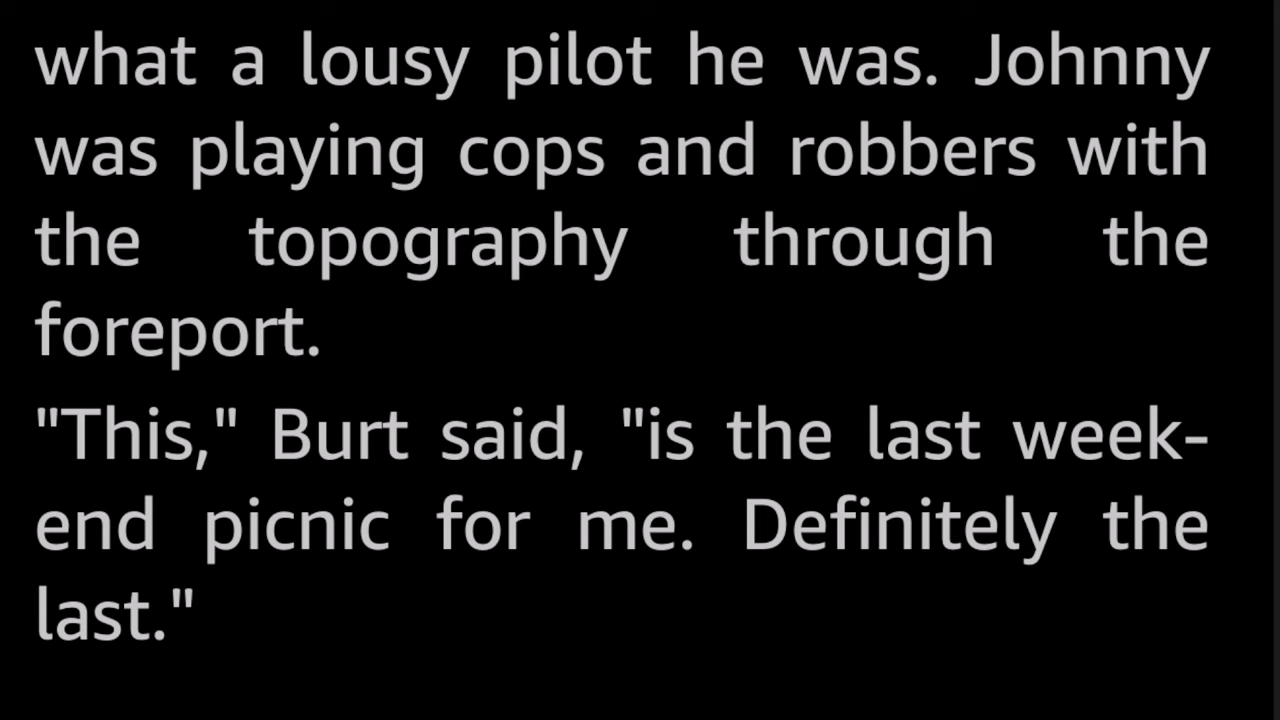 what a lousy pilot he was. Johnny
was playing cops and robbers with
the topography through the
foreport.
"This," Burt said, "is the last week-
end picnic for me. Definitely the
last."